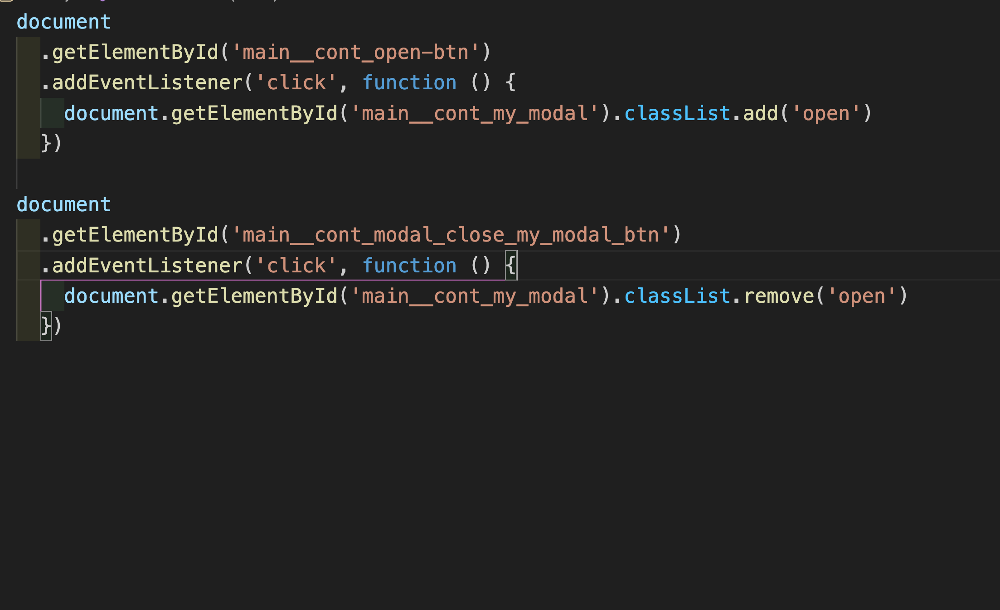 document
.getElementById('main__cont_open-btn')
.addEventListener('click', function () {
document.getElementById('main__cont_my_modal').classList.add('open')
})
document
.getElementById('main__cont_modal_close_my_modal_btn')
.addEventListener('click', function () {
document.getElementById('main__cont_my_modal').classList.remove('open')
})